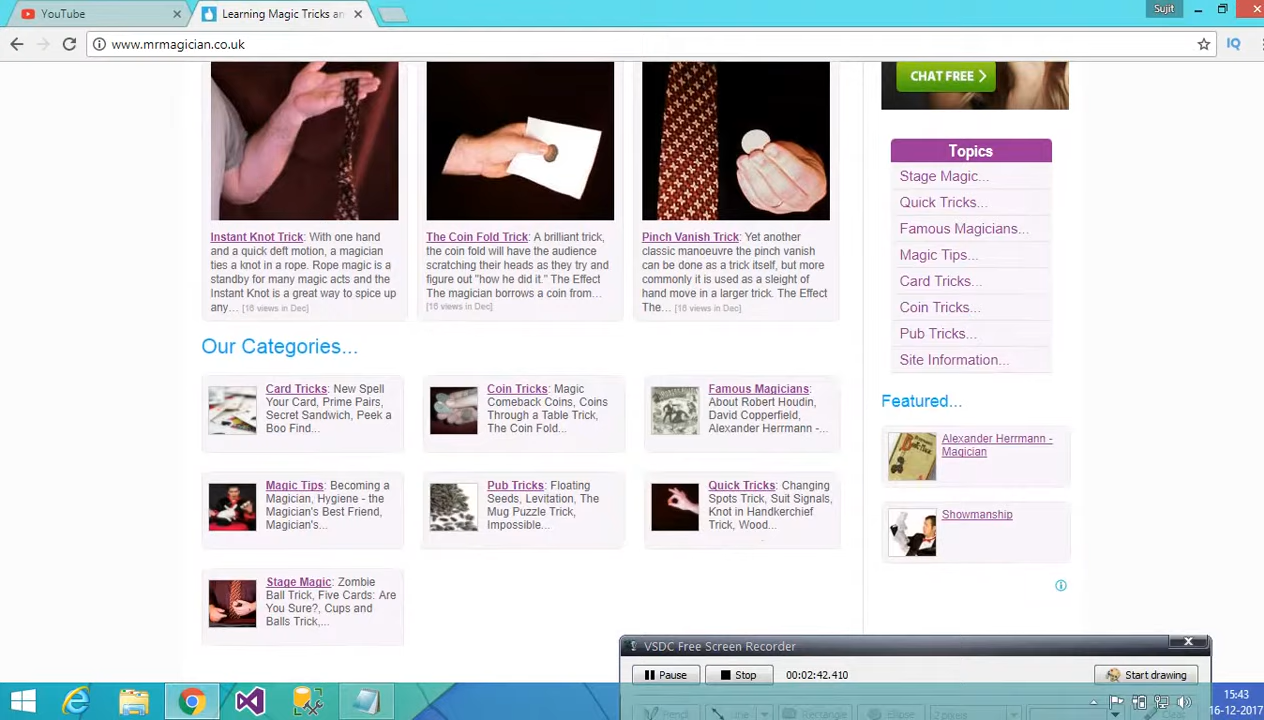 YouTube
Learning Magic Tricks an
Sujit
www.mrmagician.co.uk
IQ
CHAT FREE
Instant Knot Trick: With one hand
and a quick deft motion, a magician
ties a knot in a rope. Rope magic is a
standby for many magic acts and the
Instant Knot is a great way to spice up
any... [16 views in Dec]
The Coin Fold Trick: A brilliant trick,
the coin fold will have the audience
scratching their heads as they try and
figure out "how he did it." The Effect
The magician borrows a coin from...
[16 views in Dec]
Pinch Vanish Trick: Yet another
classic manoeuvre the pinch vanish
can be done as a trick itself, but more
commonly it is used as a sleight of
hand move in a larger trick. The Effect
The... [16 views in Dec]
Topics
Stage Magic...
Quick Tricks...
Famous Magicians...
Magic Tips...
Card Tricks...
Coin Tricks...
Pub Tricks...
Site Information...
Our Categories...
Card Tricks: New Spell
Your Card, Prime Pairs,
Secret Sandwich, Peek a
Boo Find...
Coin Tricks: Magic
Comeback Coins, Coins
Through a Table Trick,
The Coin Fold...
Famous Magicians:
About Robert Houdin,
David Copperfield,
Alexander Herrmann -...
Magic Tips: Becoming a
Magician, Hygiene - the
Magician's Best Friend,
Magician's...
Pub Tricks: Floating
Seeds, Levitation, The
Mug Puzzle Trick,
Impossible...
Quick Tricks: Changing
Spots Trick, Suit Signals,
Knot in Handkerchief
Trick, Wood...
Stage Magic: Zombie
Ball Trick, Five Cards: Are
You Sure?, Cups and
Balls Trick,...
Featured...
Alexander Herrmann -
Magician
Showmanship
VSDC Free Screen Recorder
Pause
Stop
00:02:42.410
Start drawing
Pencil
Line
Rectangle
Ellipse
2 pixels
Clear
15:43
16-12-2017